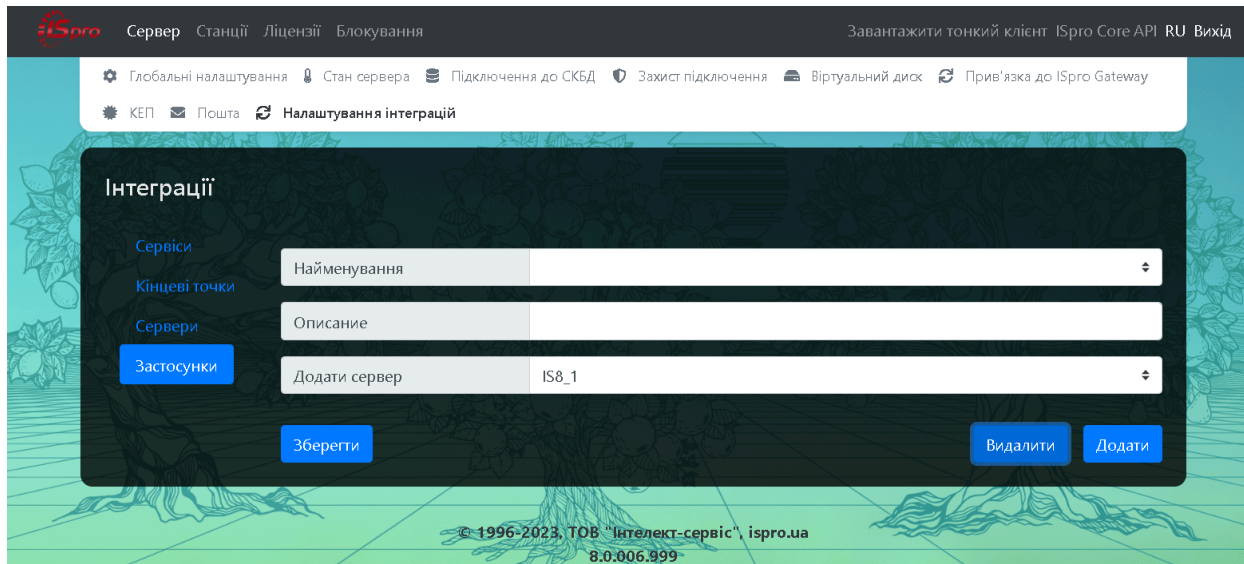 iSpro Сервер Станції Ліцензії Блокування Завантажити тонкий клієнт ISpro Core API RU Вихід
Глобальні налаштування Стан сервера Підключення до СКБД Захист підключення Віртуальний диск Прив'язка до ISpro Gateway
КЕП Пошта Налаштування інтеграцій
Інтеграції
Сервіси
Найменування
Кінцеві точки
Описание
Сервери
Застосунки
Додати сервер IS8_1
Зберегти Видалити Додати
© 1996-2023, ТОВ "Інтелект-сервіс", ispro.ua
8.0.006.999